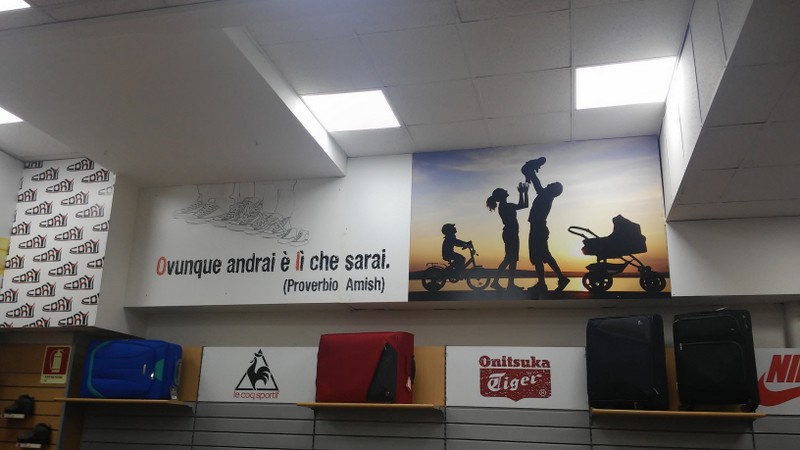 Ovunque andrai è lì che sarai.
(Proverbio Amish)
le coq sportif
Onitsuka
Tiger